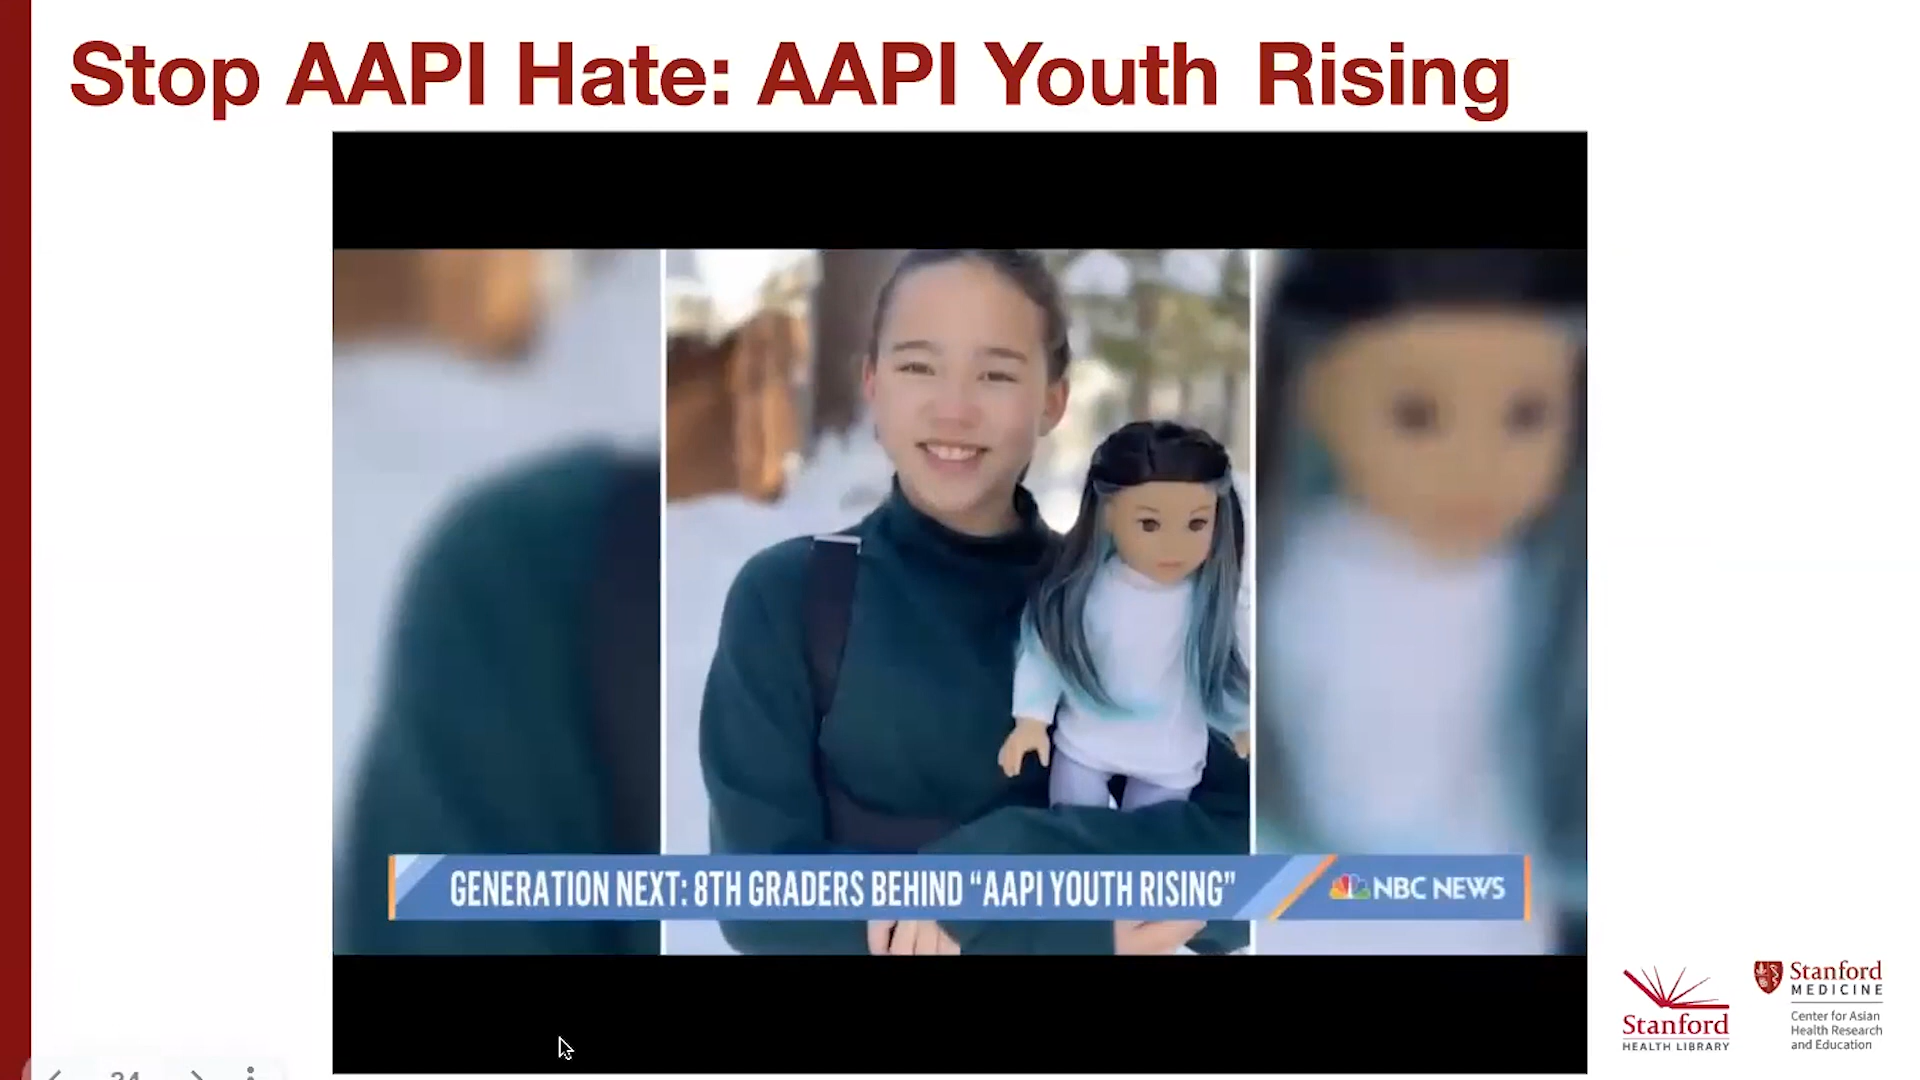 Stop AAPI Hate: AAPI Youth Rising
GENERATION NEXT: 8TH GRADERS BEHIND “AAPI YOUTH RISING”
NBC NEWS
Stanford
HEALTH LIBRARY
Stanford
MEDICINE
Center for Asian
Health Research
and Education
24